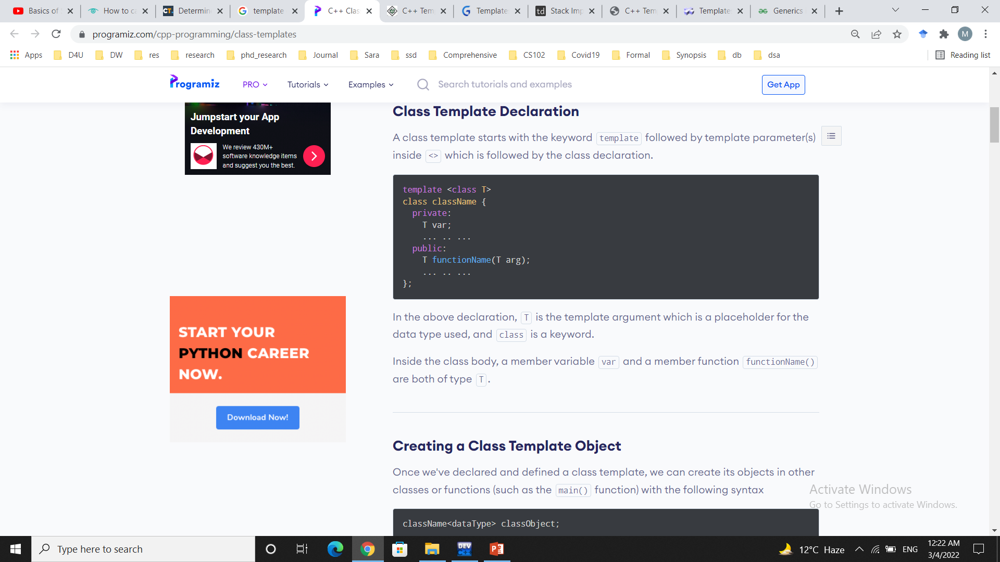 Basics of
How to ca
Determin
template
C++ Clas
C++ Tem
Template
Stack Imp
C++ Tem
Template
Generics
programiz.com/cpp-programming/class-templates
M
Apps D4U DW res research phd_research Journal Sara ssd Comprehensive CS102 Covid19 Formal Synopsis db dsa Reading list
Programiz PRO Tutorials Examples Search tutorials and examples Get App
Jumpstart your App
Development
We review 430M+
software knowledge items
and suggest you the best.
START YOUR
PYTHON CAREER
NOW.
Download Now!
Class Template Declaration
A class template starts with the keyword template followed by template parameter(s)
inside <> which is followed by the class declaration.
template <class T>
class className {
private:
T var;
... .. ...
public:
T functionName(T arg);
... .. ...
};
In the above declaration, T is the template argument which is a placeholder for the
data type used, and class is a keyword.
Inside the class body, a member variable var and a member function functionName()
are both of type T .
Creating a Class Template Object
Once we've declared and defined a class template, we can create its objects in other
classes or functions (such as the main() function) with the following syntax
className<dataType> classObject;
Activate Windows
Go to Settings to activate Windows.
Type here to search
DEV
C++
12°C Haze
ENG
12:22 AM
3/4/2022